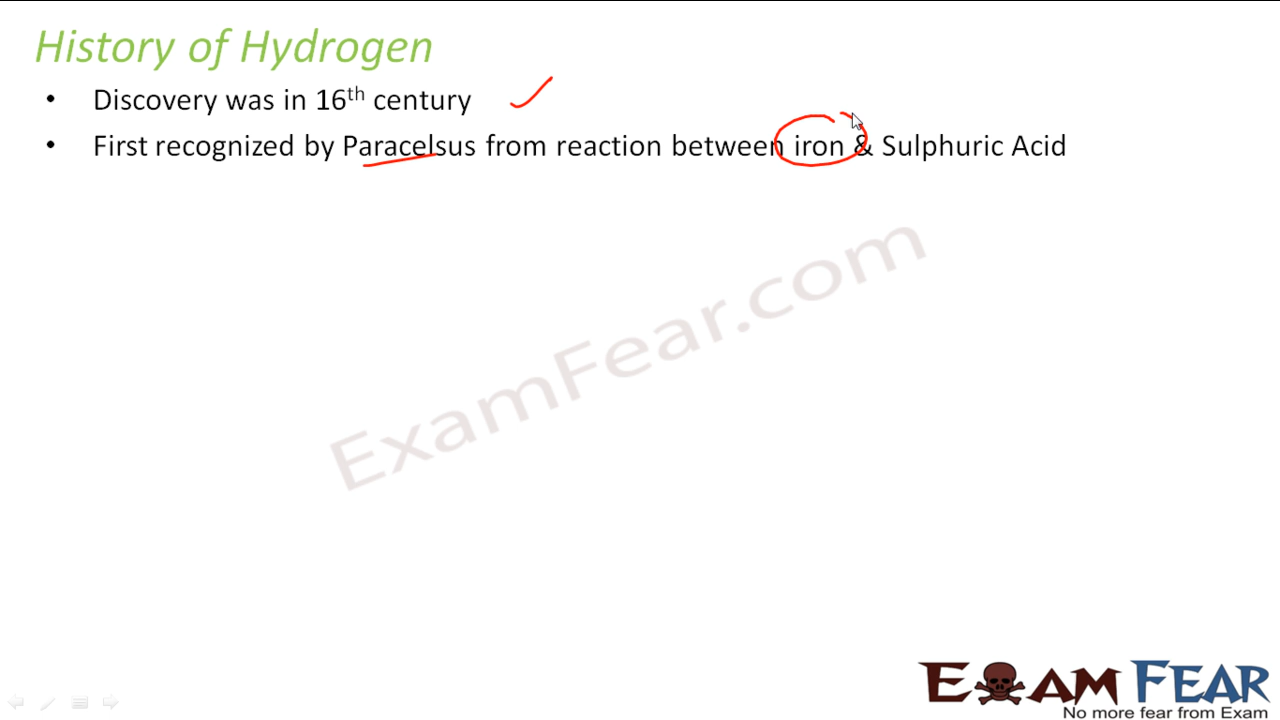 History of Hydrogen
• Discovery was in 16th century
• First recognized by Paracelsus from reaction between iron & Sulphuric Acid
ExamFear.com
EXAM FEAR
No more fear from Exam